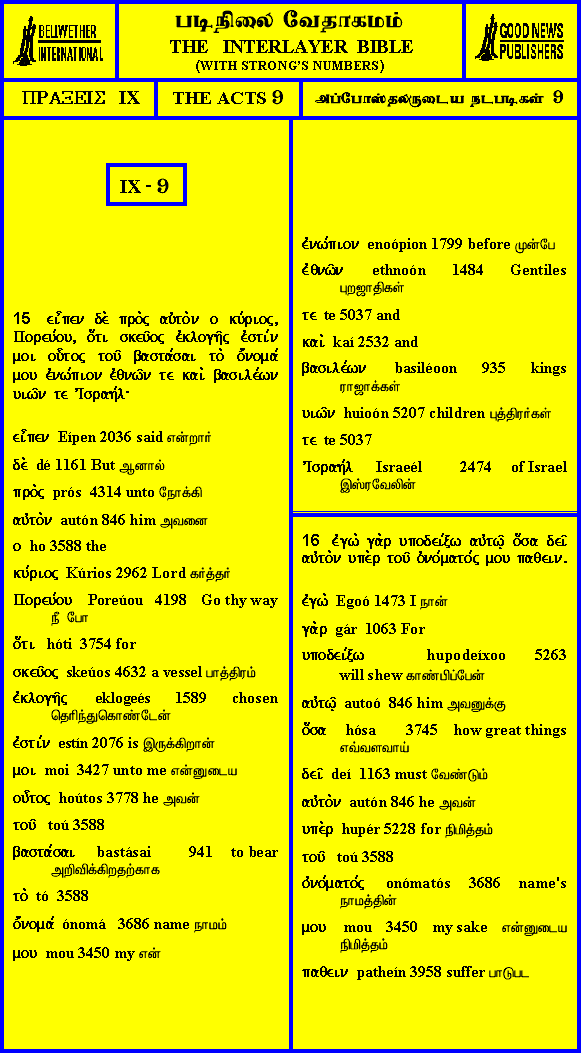 BELLWETHER
INTERNATIONAL
படிநிலை வேதாகமம்
THE INTERLAYER BIBLE
(WITH STRONG'S NUMBERS)
GOOD NEWS
PUBLISHERS
ΠΡΑΞΕΙΣ IX
THE ACTS 9
அப்போஸ்தலருடைய நடபடிகள் 9
IX - 9
15 εἶπεν δὲ πρὸς αὐτὸν ο κύριος,
Πορεύου, ὅτι σκεῦος ἐκλογῆς ἐστίν
μοι οὗτος τοῦ βαστάσαι τὸ ὄνομά
μου ἐνώπιον ἐθνῶν τε καὶ βασιλέων
υιῶν τε Ἰσραήλ·
εἶπεν Eípen 2036 said என்றார்
δὲ dé 1161 But ஆனால்
πρὸς prós 4314 unto நோக்கி
αὐτὸν autón 846 him அவனை
ο ho 3588 the
κύριος Kúrios 2962 Lord கர்த்தர்
Πορεύου Poreúou 4198 Go thy way
நீ போ
ὅτι hóti 3754 for
σκεῦος skeúos 4632 a vessel பாத்திரம்
ἐκλογῆς eklogeés 1589 chosen
தெரிந்துகொண்டேன்
ἐστίν estín 2076 is இருக்கிறான்
μοι moi 3427 unto me என்னுடைய
οὗτος hoútos 3778 he அவன்
τοῦ toú 3588
βαστάσαι bastásai 941 to bear
அறிவிக்கிறதற்காக
τὸ tó 3588
ὄνομά ónomá 3686 name நாமம்
μου mou 3450 my என்
ἐνώπιον enoópion 1799 before முன்பே
ἐθνῶν ethnoón 1484 Gentiles
புறஜாதிகள்
τε te 5037 and
καὶ kaí 2532 and
βασιλέων basiléoon 935 kings
ராஜாக்கள்
υιῶν huioón 5207 children புத்திரர்கள்
τε te 5037
Ἰσραήλ Israeél 2474 of Israel
இஸ்ரவேலின்
16 ἐγὼ γὰρ υποδείξω αὐτῷ ὅσα δεῖ
αὐτὸν υπὲρ τοῦ ὀνόματός μου παθειν.
ἐγὼ Egoó 1473 I நான்
γὰρ gár 1063 For
υποδείξω hupodeíxoo 5263
will shew காண்பிப்பேன்
αὐτῷ autoó 846 him அவனுக்கு
ὅσα hósa 3745 how great things
எவ்வளவாய்
δεῖ deí 1163 must வேண்டும்
αὐτὸν autón 846 he அவன்
υπὲρ hupér 5228 for நிமித்தம்
τοῦ toú 3588
ὀνόματός onómatós 3686 name's
நாமத்தின்
μου mou 3450 my sake என்னுடைய
நிமித்தம்
παθειν patheín 3958 suffer பாடுபட